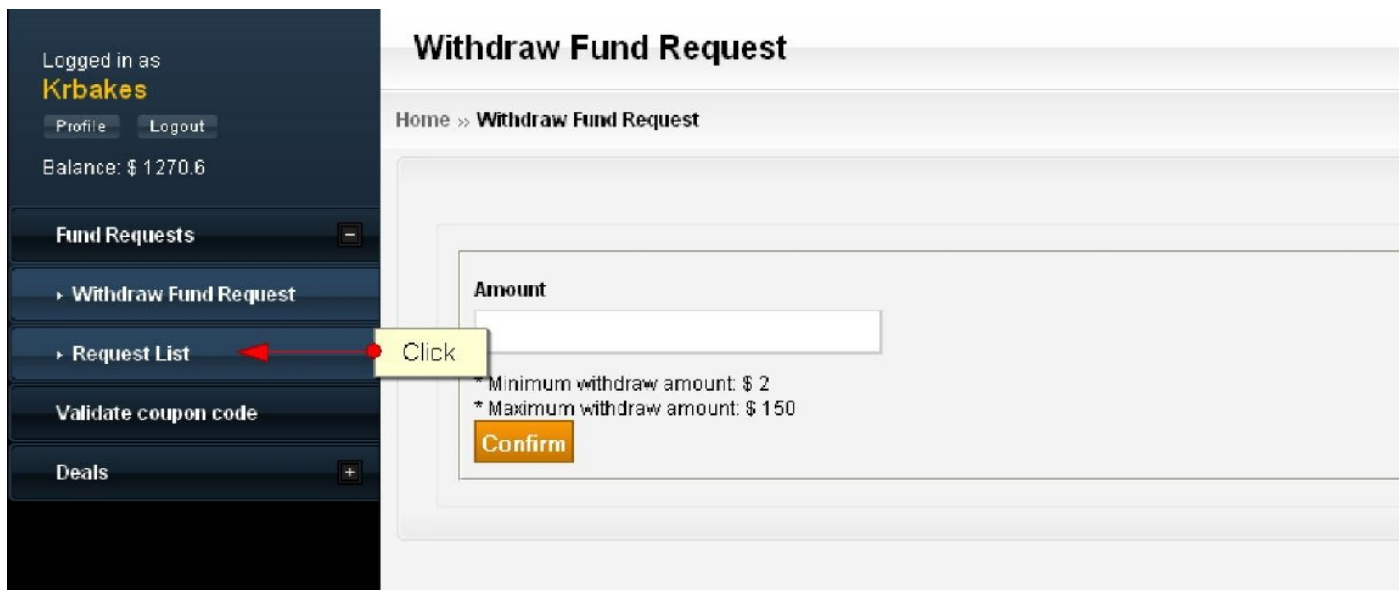 Logged in as
Krbakes
Profile Logout
Balance: $ 1270.6
Fund Requests
Withdraw Fund Request
Request List
Validate coupon code
Deals
Withdraw Fund Request
Home » Withdraw Fund Request
Amount
Click
* Minimum withdraw amount: $ 2
* Maximum withdraw amount: $ 150
Confirm